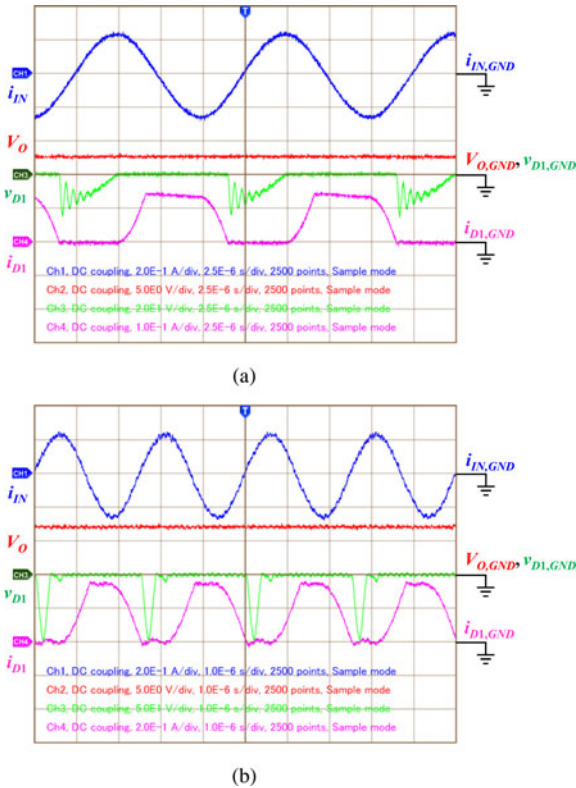 T
CH1
i_IN
i_IN,GND
V_O
V_O,GND, v_D1,GND
CH3
v_D1
CH4
i_D1
i_D1,GND
Ch1, DC coupling, 2.0E-1 A/div, 2.5E-6 s/div, 2500 points, Sample mode
Ch2, DC coupling, 5.0E0 V/div, 2.5E-6 s/div, 2500 points, Sample mode
Ch3, DC coupling, 2.0E1 V/div, 2.5E-6 s/div, 2500 points, Sample mode
Ch4, DC coupling, 1.0E-1 A/div, 2.5E-6 s/div, 2500 points, Sample mode
(a)
T
CH1
i_IN
i_IN,GND
V_O
V_O,GND, v_D1,GND
CH3
v_D1
CH4
i_D1
i_D1,GND
Ch1, DC coupling, 2.0E-1 A/div, 1.0E-6 s/div, 2500 points, Sample mode
Ch2, DC coupling, 5.0E0 V/div, 1.0E-6 s/div, 2500 points, Sample mode
Ch3, DC coupling, 5.0E1 V/div, 1.0E-6 s/div, 2500 points, Sample mode
Ch4, DC coupling, 2.0E-1 A/div, 1.0E-6 s/div, 2500 points, Sample mode
(b)